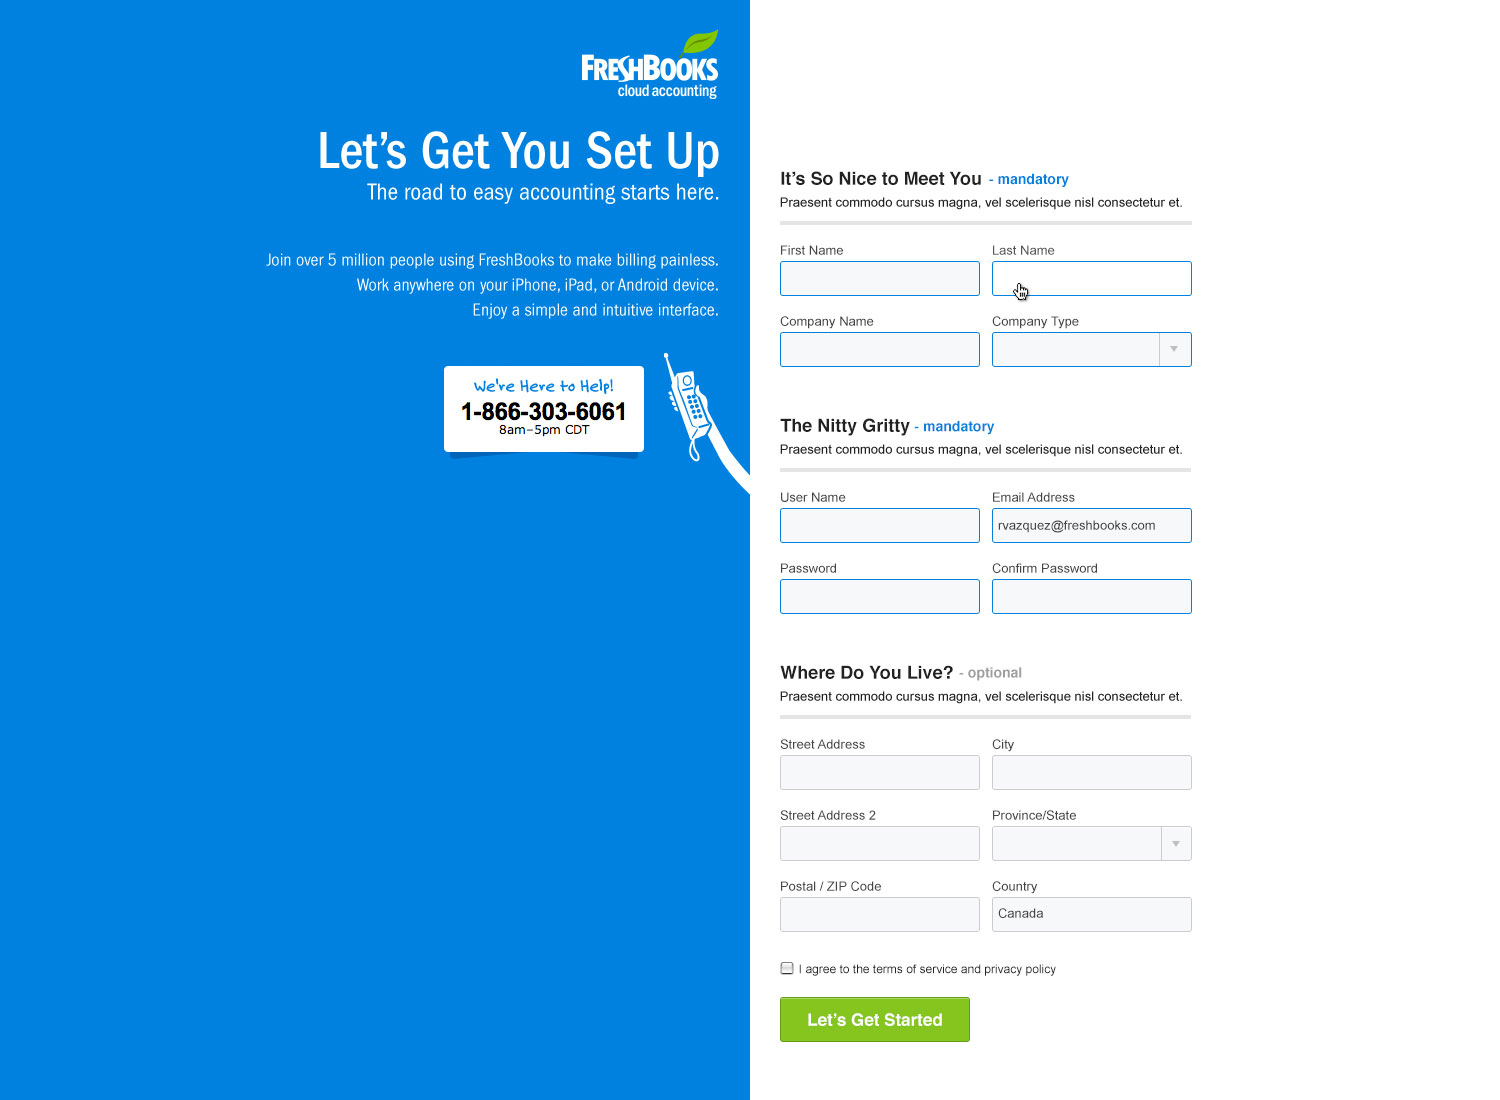 FRESHBOOKS
cloud accounting
Let's Get You Set Up
The road to easy accounting starts here.
Join over 5 million people using FreshBooks to make billing painless.
Work anywhere on your iPhone, iPad, or Android device.
Enjoy a simple and intuitive interface.
We're Here to Help!
1-866-303-6061
8am–5pm CDT
It's So Nice to Meet You - mandatory
Praesent commodo cursus magna, vel scelerisque nisl consectetur et.
First Name Last Name
Company Name Company Type
The Nitty Gritty - mandatory
Praesent commodo cursus magna, vel scelerisque nisl consectetur et.
User Name Email Address
rvazquez@freshbooks.com
Password Confirm Password
Where Do You Live? - optional
Praesent commodo cursus magna, vel scelerisque nisl consectetur et.
Street Address City
Street Address 2 Province/State
Postal / ZIP Code Country
Canada
I agree to the terms of service and privacy policy
Let's Get Started